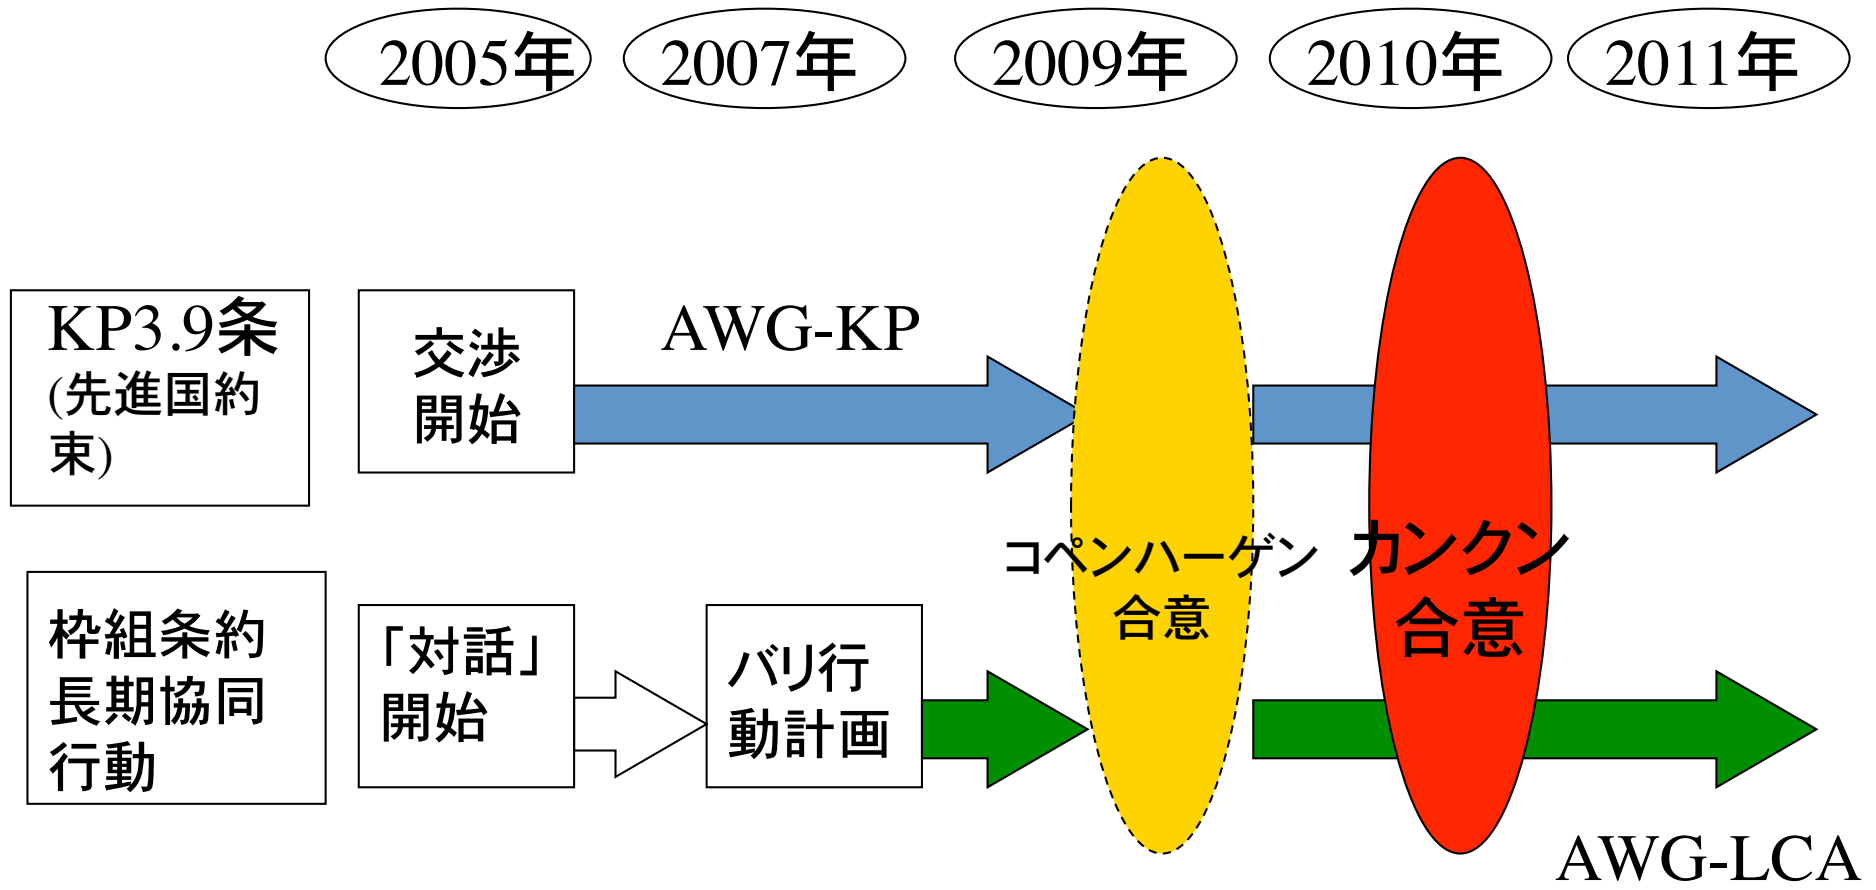 2005年
2007年
2009年
2010年
2011年
KP3.9条
(先進国約
束)
交渉
開始
AWG-KP
コペンハーゲン
合意
カンクン
合意
枠組条約
長期協同
行動
「対話」
開始
バリ行
動計画
AWG-LCA